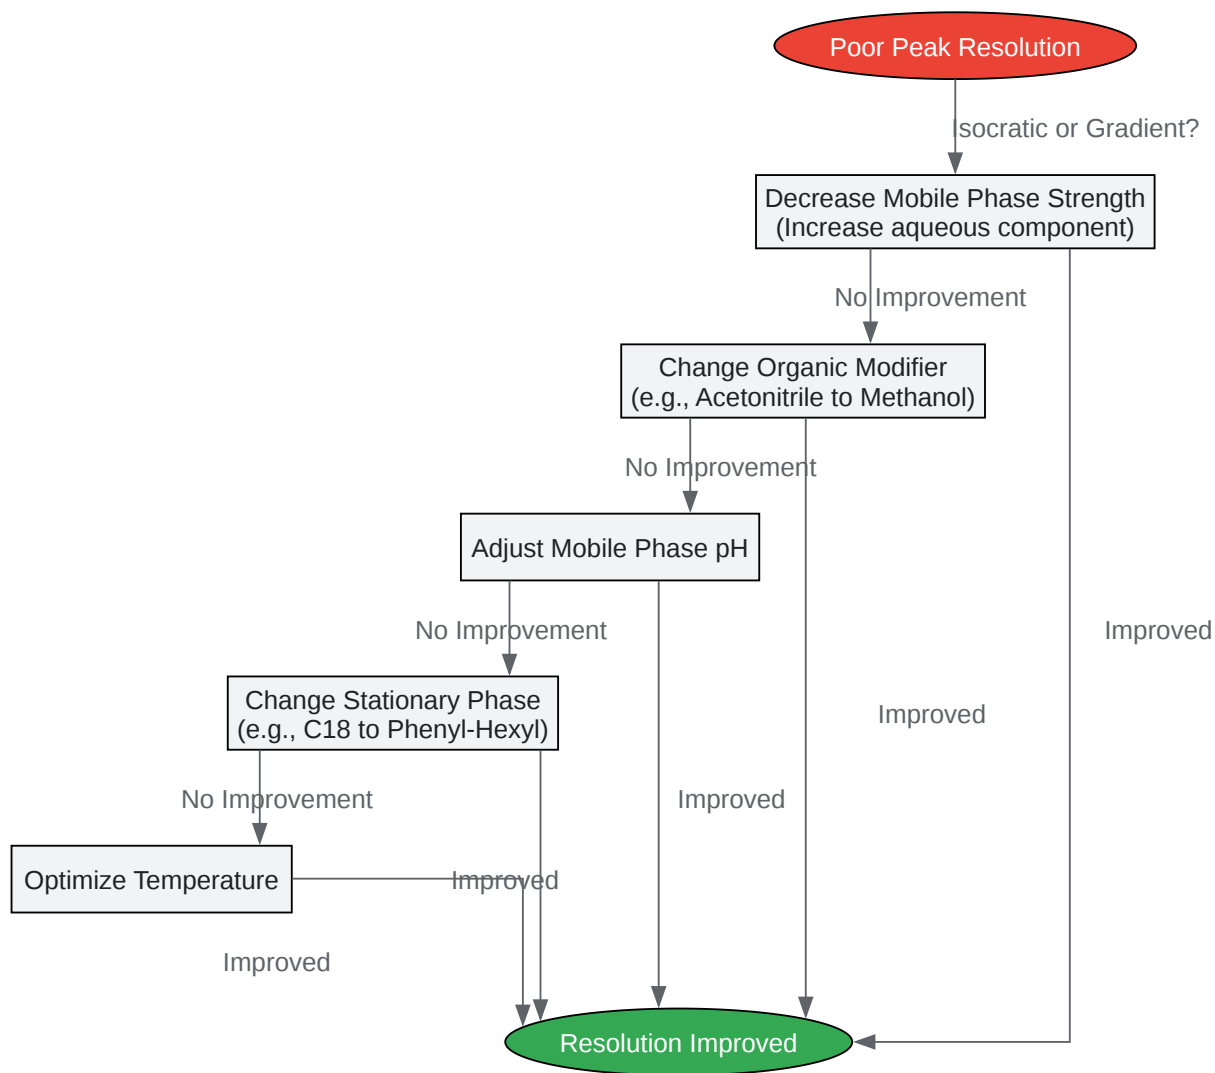 Poor Peak Resolution
Isocratic or Gradient?
Decrease Mobile Phase Strength
(Increase aqueous component)
No Improvement
Change Organic Modifier
(e.g., Acetonitrile to Methanol)
No Improvement
Adjust Mobile Phase pH
No Improvement
Improved
Change Stationary Phase
(e.g., C18 to Phenyl-Hexyl)
Improved
No Improvement
Improved
Optimize Temperature
Improved
Improved
Resolution Improved